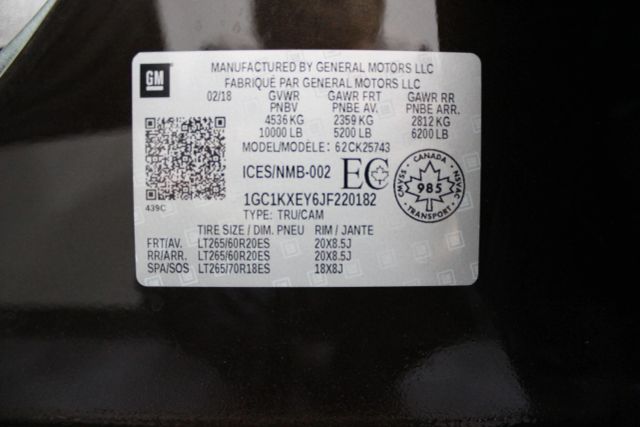 GM
MANUFACTURED BY GENERAL MOTORS LLC
FABRIQUÉ PAR GENERAL MOTORS LLC
02/18 GVWR GAWR FRT GAWR RR
PNBV PNBE AV. PNBE ARR.
4536 KG 2359 KG 2812 KG
10000 LB 5200 LB 6200 LB
MODEL/MODÈLE: 62CK25743
ICES/NMB-002 EC
CANADA
CMVSS 985 NSVAC
TRANSPORT
439C
1GC1KXEY6JF220182
TYPE: TRU/CAM
TIRE SIZE / DIM. PNEU RIM / JANTE
FRT/AV. LT265/60R20ES 20X8.5J
RR/ARR. LT265/60R20ES 20X8.5J
SPA/SOS LT265/70R18ES 18X8J